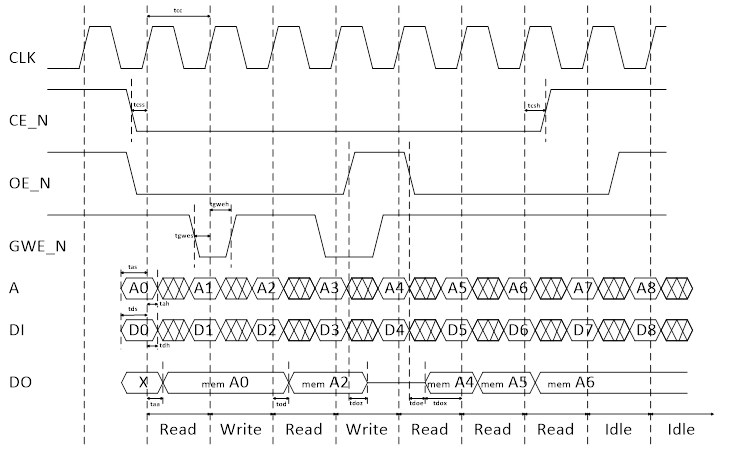 tcc
CLK
tcss tcsh
CE_N
OE_N
tgweh
tgwes
GWE_N
tas
A A0 A1 A2 A3 A4 A5 A6 A7 A8
tah
tds
DI D0 D1 D2 D3 D4 D5 D6 D7 D8
tdh
DO X mem A0 mem A2 mem A4 mem A5 mem A6
taa tod tdoz tdoe tdox
Read Write Read Write Read Read Read Idle Idle